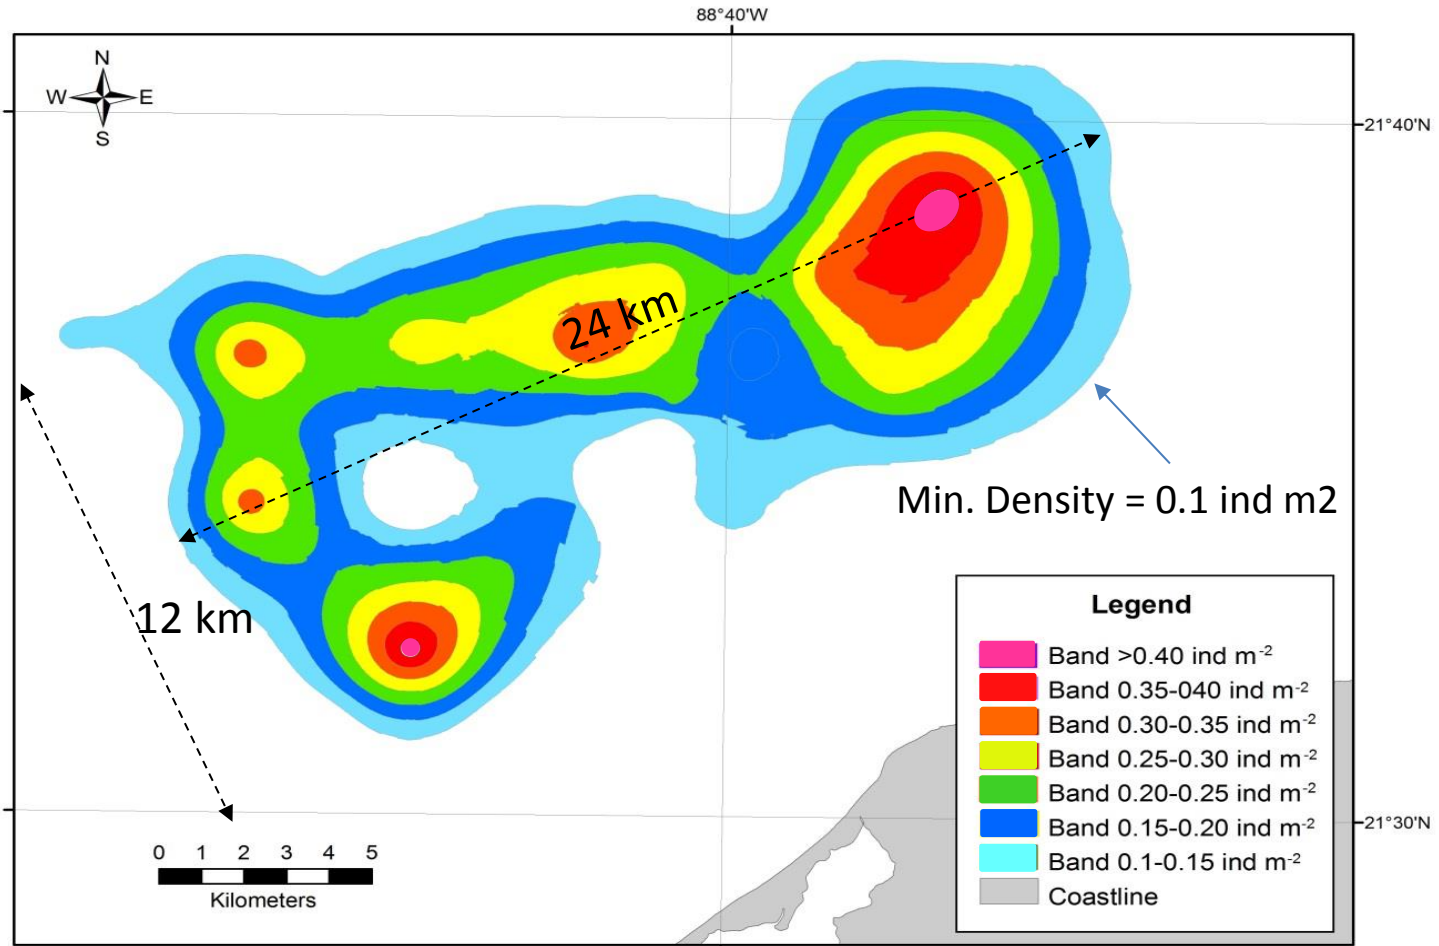 88°40'W
N
W E
S
21°40'N
24 km
Min. Density = 0.1 ind m2
12 km
Legend
Band >0.40 ind m-2
Band 0.35-040 ind m-2
Band 0.30-0.35 ind m-2
Band 0.25-0.30 ind m-2
Band 0.20-0.25 ind m-2
Band 0.15-0.20 ind m-2
Band 0.1-0.15 ind m-2
Coastline
21°30'N
0 1 2 3 4 5
Kilometers